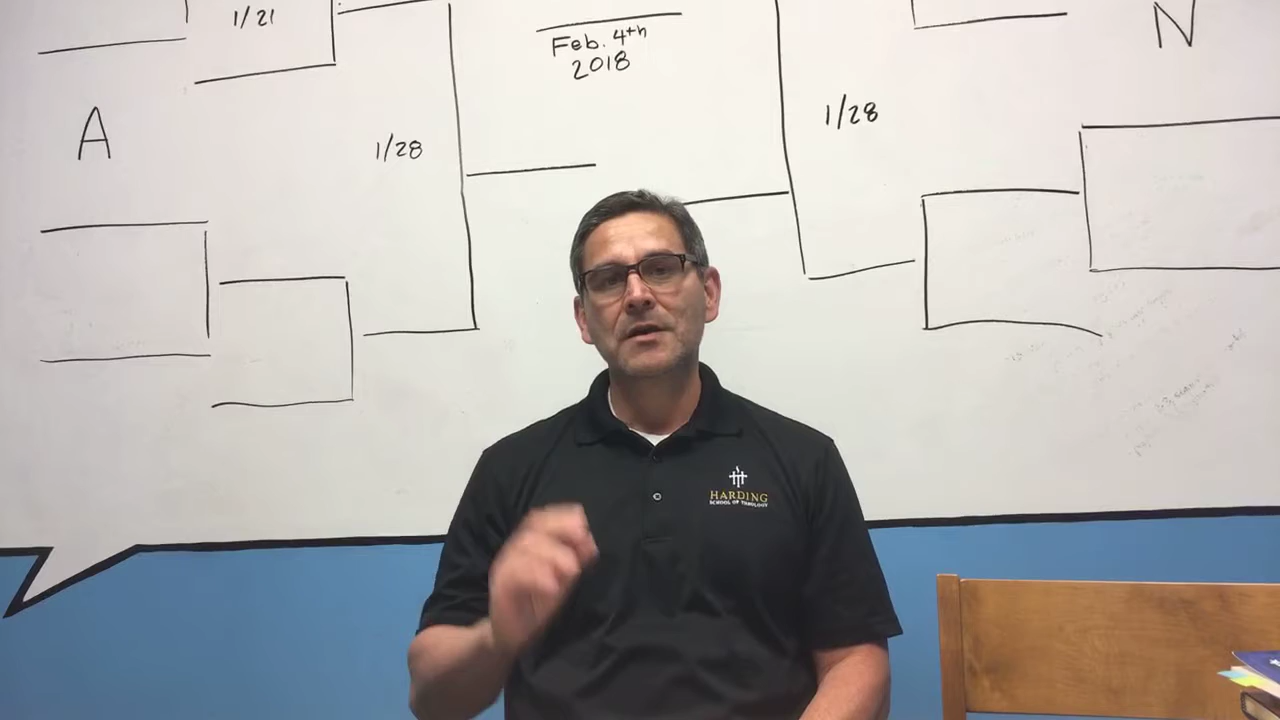 1/21
Feb. 4th
2018
N
A
1/28
1/28
HARDING
SCHOOL OF THEOLOGY